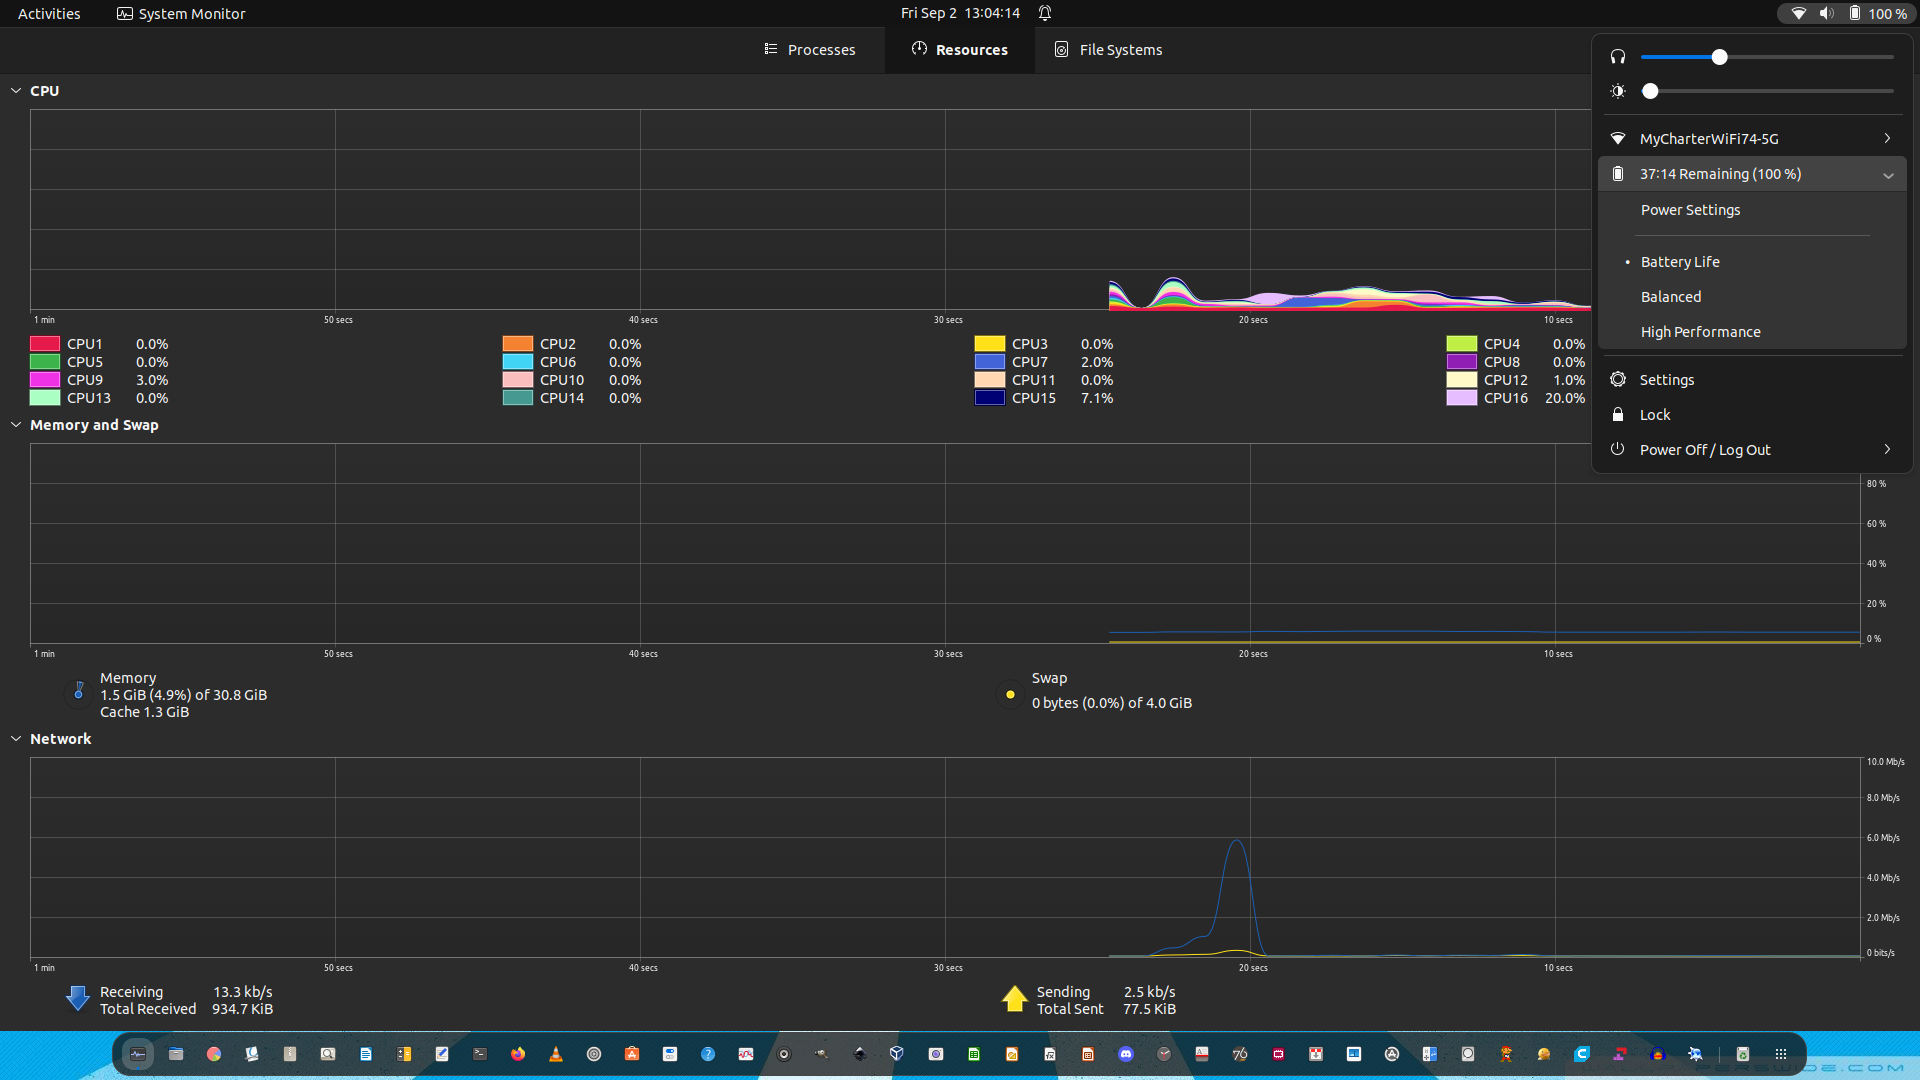 Activities System Monitor Fri Sep 2 13:04:14 100 %
Processes Resources File Systems
CPU
1 min 50 secs 40 secs 30 secs 20 secs 10 secs
CPU1 0.0% CPU2 0.0% CPU3 0.0% CPU4 0.0%
CPU5 0.0% CPU6 0.0% CPU7 2.0% CPU8 0.0%
CPU9 3.0% CPU10 0.0% CPU11 0.0% CPU12 1.0%
CPU13 0.0% CPU14 0.0% CPU15 7.1% CPU16 20.0%
MyCharterWiFi74-5G
37:14 Remaining (100 %)
Power Settings
• Battery Life
Balanced
High Performance
Settings
Lock
Power Off / Log Out
Memory and Swap
80 %
60 %
40 %
20 %
0 %
1 min 50 secs 40 secs 30 secs 20 secs 10 secs
Memory
1.5 GiB (4.9%) of 30.8 GiB
Cache 1.3 GiB
Swap
0 bytes (0.0%) of 4.0 GiB
Network
10.0 Mb/s
8.0 Mb/s
6.0 Mb/s
4.0 Mb/s
2.0 Mb/s
0 bits/s
1 min 50 secs 40 secs 30 secs 20 secs 10 secs
Receiving 13.3 kb/s
Total Received 934.7 KiB
Sending 2.5 kb/s
Total Sent 77.5 KiB